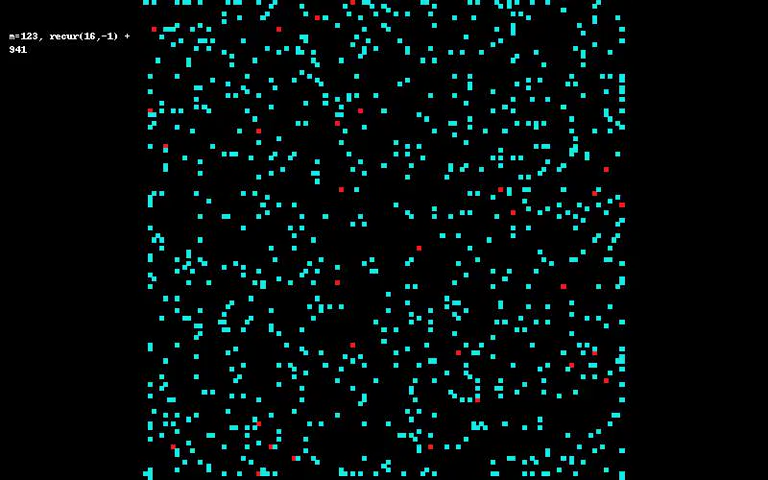 m=123, recur(16,-1) +
941